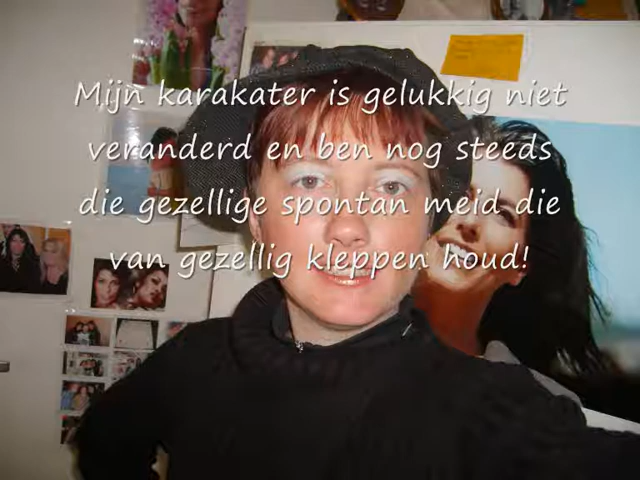 Mijn karakater is gelukkig niet
veranderd en ben nog steeds
die gezellige spontan meid die
van gezellig kleppen houd!